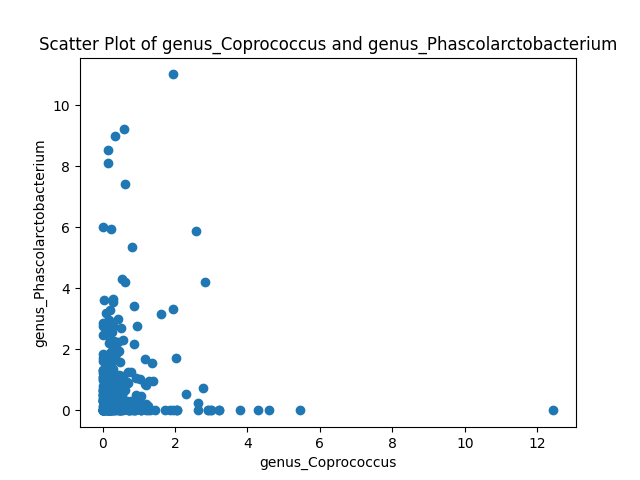 Scatter Plot of genus_Coprococcus and genus_Phascolarctobacterium
genus_Phascolarctobacterium
10
8
6
4
2
0
0 2 4 6 8 10 12
genus_Coprococcus